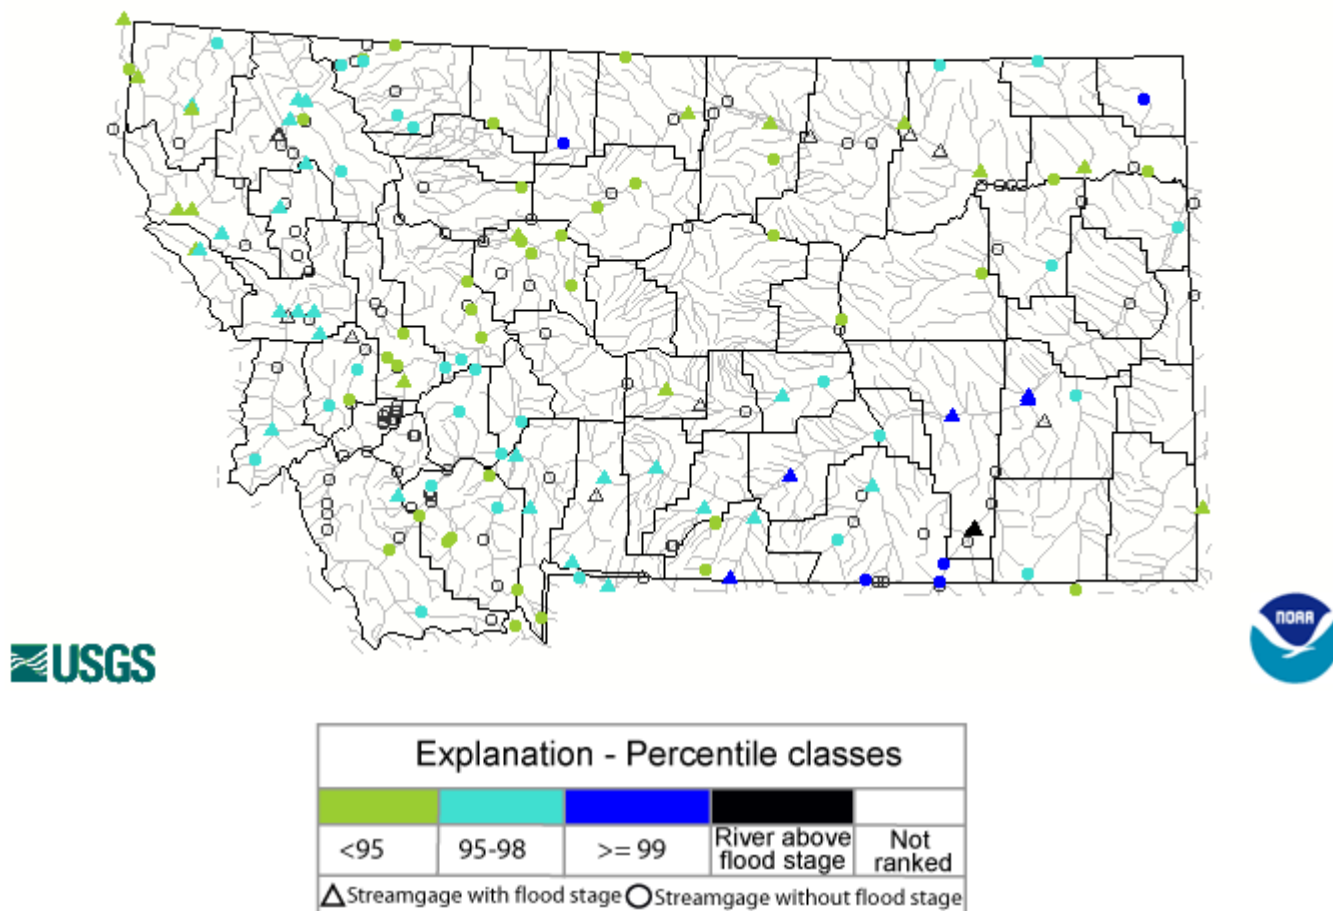 USGS
NOAA
Explanation - Percentile classes
<95
95-98
>= 99
River above
flood stage
Not
ranked
Streamgage with flood stage
Streamgage without flood stage